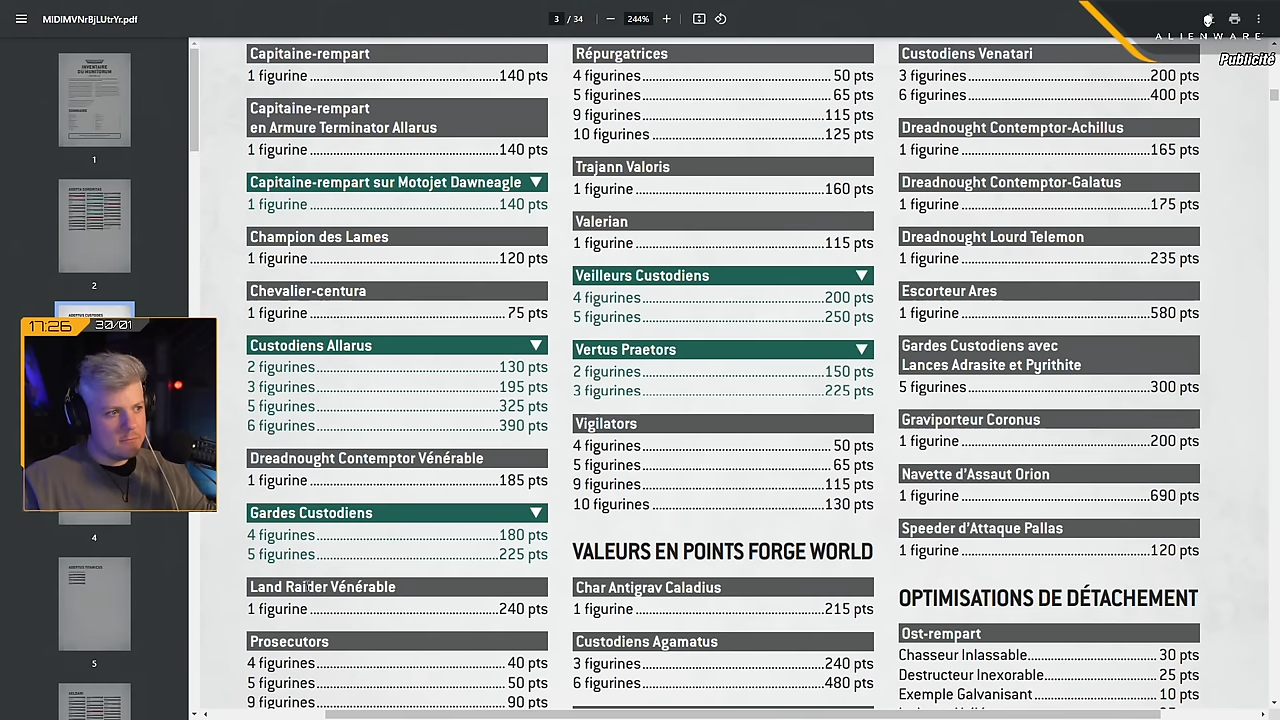 MIDIMVNrBjLUtrYr.pdf
3 / 34
244%
ALIENWARE
Publicité
1
2
4
5
17:26
30/01
Capitaine-rempart
1 figurine ........ 140 pts
Capitaine-rempart
en Armure Terminator Allarus
1 figurine ........ 140 pts
Capitaine-rempart sur Motojet Dawneagle ▼
1 figurine ........ 140 pts
Champion des Lames
1 figurine ........ 120 pts
Chevalier-centura
1 figurine ........ 75 pts
Custodiens Allarus ▼
2 figurines ........ 130 pts
3 figurines ........ 195 pts
5 figurines ........ 325 pts
6 figurines ........ 390 pts
Dreadnought Contemptor Vénérable
1 figurine ........ 185 pts
Gardes Custodiens ▼
4 figurines ........ 180 pts
5 figurines ........ 225 pts
Land Raider Vénérable
1 figurine ........ 240 pts
Prosecutors
4 figurines ........ 40 pts
5 figurines ........ 50 pts
9 figurines ........ 90 pts
Répurgatrices
4 figurines ........ 50 pts
5 figurines ........ 65 pts
9 figurines ........ 115 pts
10 figurines ........ 125 pts
Trajann Valoris
1 figurine ........ 160 pts
Valerian
1 figurine ........ 115 pts
Veilleurs Custodiens ▼
4 figurines ........ 200 pts
5 figurines ........ 250 pts
Vertus Praetors ▼
2 figurines ........ 150 pts
3 figurines ........ 225 pts
Vigilators
4 figurines ........ 50 pts
5 figurines ........ 65 pts
9 figurines ........ 115 pts
10 figurines ........ 130 pts
VALEURS EN POINTS FORGE WORLD
Char Antigrav Caladius
1 figurine ........ 215 pts
Custodiens Agamatus
3 figurines ........ 240 pts
6 figurines ........ 480 pts
Custodiens Venatari
3 figurines ........ 200 pts
6 figurines ........ 400 pts
Dreadnought Contemptor-Achillus
1 figurine ........ 165 pts
Dreadnought Contemptor-Galatus
1 figurine ........ 175 pts
Dreadnought Lourd Telemon
1 figurine ........ 235 pts
Escorteur Ares
1 figurine ........ 580 pts
Gardes Custodiens avec
Lances Adrasite et Pyrithite
5 figurines ........ 300 pts
Graviporteur Coronus
1 figurine ........ 200 pts
Navette d'Assaut Orion
1 figurine ........ 690 pts
Speeder d'Attaque Pallas
1 figurine ........ 120 pts
OPTIMISATIONS DE DÉTACHEMENT
Ost-rempart
Chasseur Inlassable ........ 30 pts
Destructeur Inexorable ........ 25 pts
Exemple Galvanisant ........ 10 pts